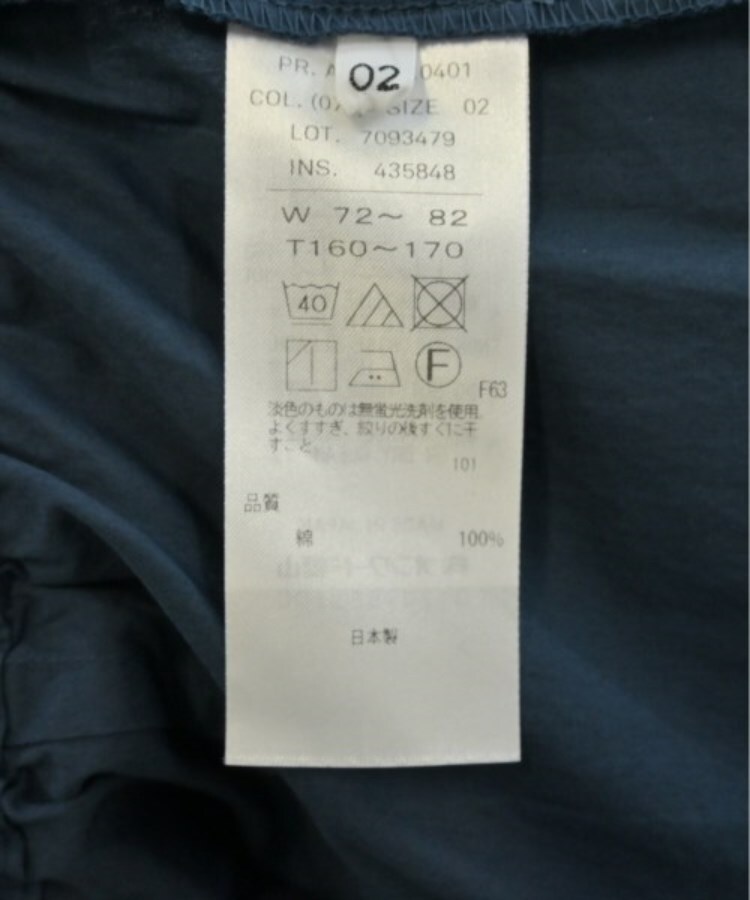 02
PR. A 0401
COL. (07 SIZE 02
LOT. 7093479
INS. 435848
W 72～ 82
T160～170
40
F
F63
淡色のものは無蛍光洗剤を使用。
よくすすぎ、絞りの後すぐに干
すこと。
101
品質
綿 100%
日本製